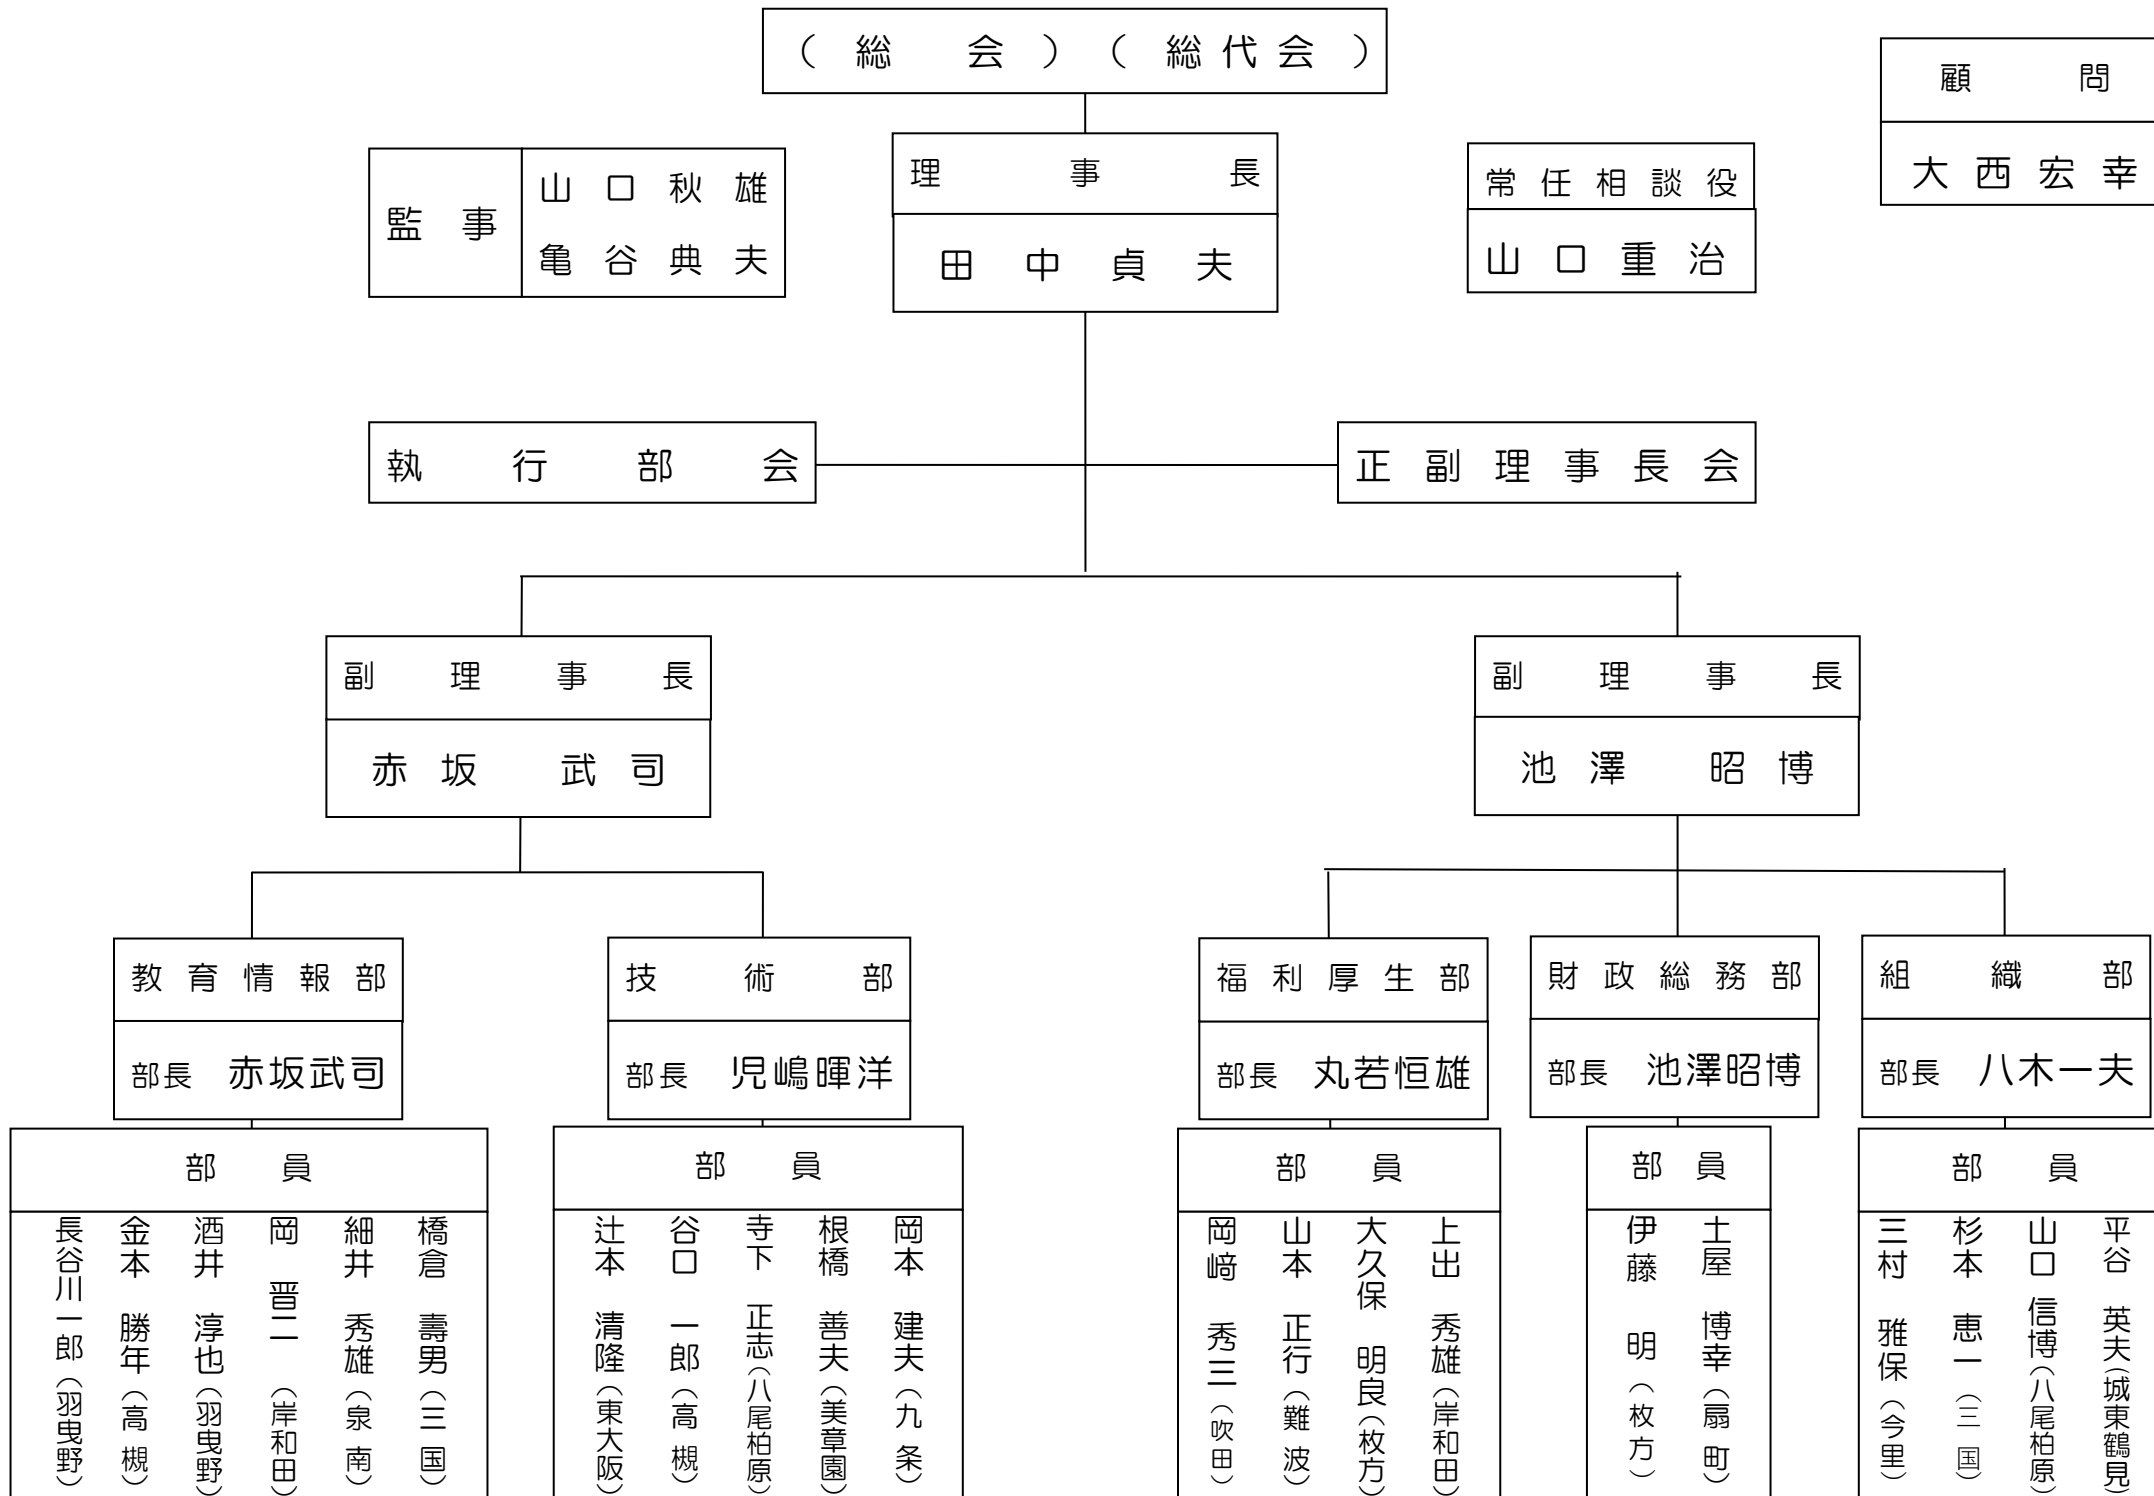 （総　会）（総代会）
顧問
大西宏幸
監事
山口秋雄
亀谷典夫
理事長
田中貞夫
常任相談役
山口重治
執行部会
正副理事長会
副理事長
赤坂　武司
副理事長
池澤　昭博
教育情報部
部長　赤坂武司
技術部
部長　児嶋暉洋
福利厚生部
部長　丸若恒雄
財政総務部
部長　池澤昭博
組織部
部長　八木一夫
部員
橋倉　壽男（三国）
細井　秀雄（泉南）
岡　晋二（岸和田）
酒井　淳也（羽曳野）
金本　勝年（高槻）
長谷川一郎（羽曳野）
部員
岡本　建夫（九条）
根橋　善夫（美章園）
寺下　正志（八尾柏原）
谷口　一郎（高槻）
辻本　清隆（東大阪）
部員
上出　秀雄（岸和田）
大久保　明良（枚方）
山本　正行（難波）
岡﨑　秀三（吹田）
部員
土屋　博幸（扇町）
伊藤　明（枚方）
部員
平谷　英夫（城東鶴見）
山口　信博（八尾柏原）
杉本　恵一（三国）
三村　雅保（今里）